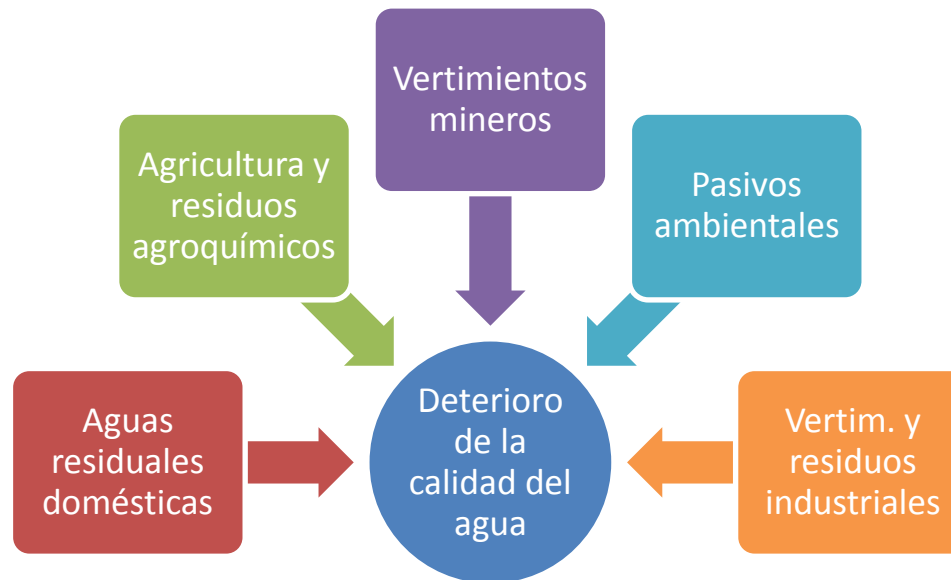 Vertimientos
mineros
Agricultura y
residuos
agroquímicos
Pasivos
ambientales
Aguas
residuales
domésticas
Deterioro
de la
calidad del
agua
Vertim. y
residuos
industriales